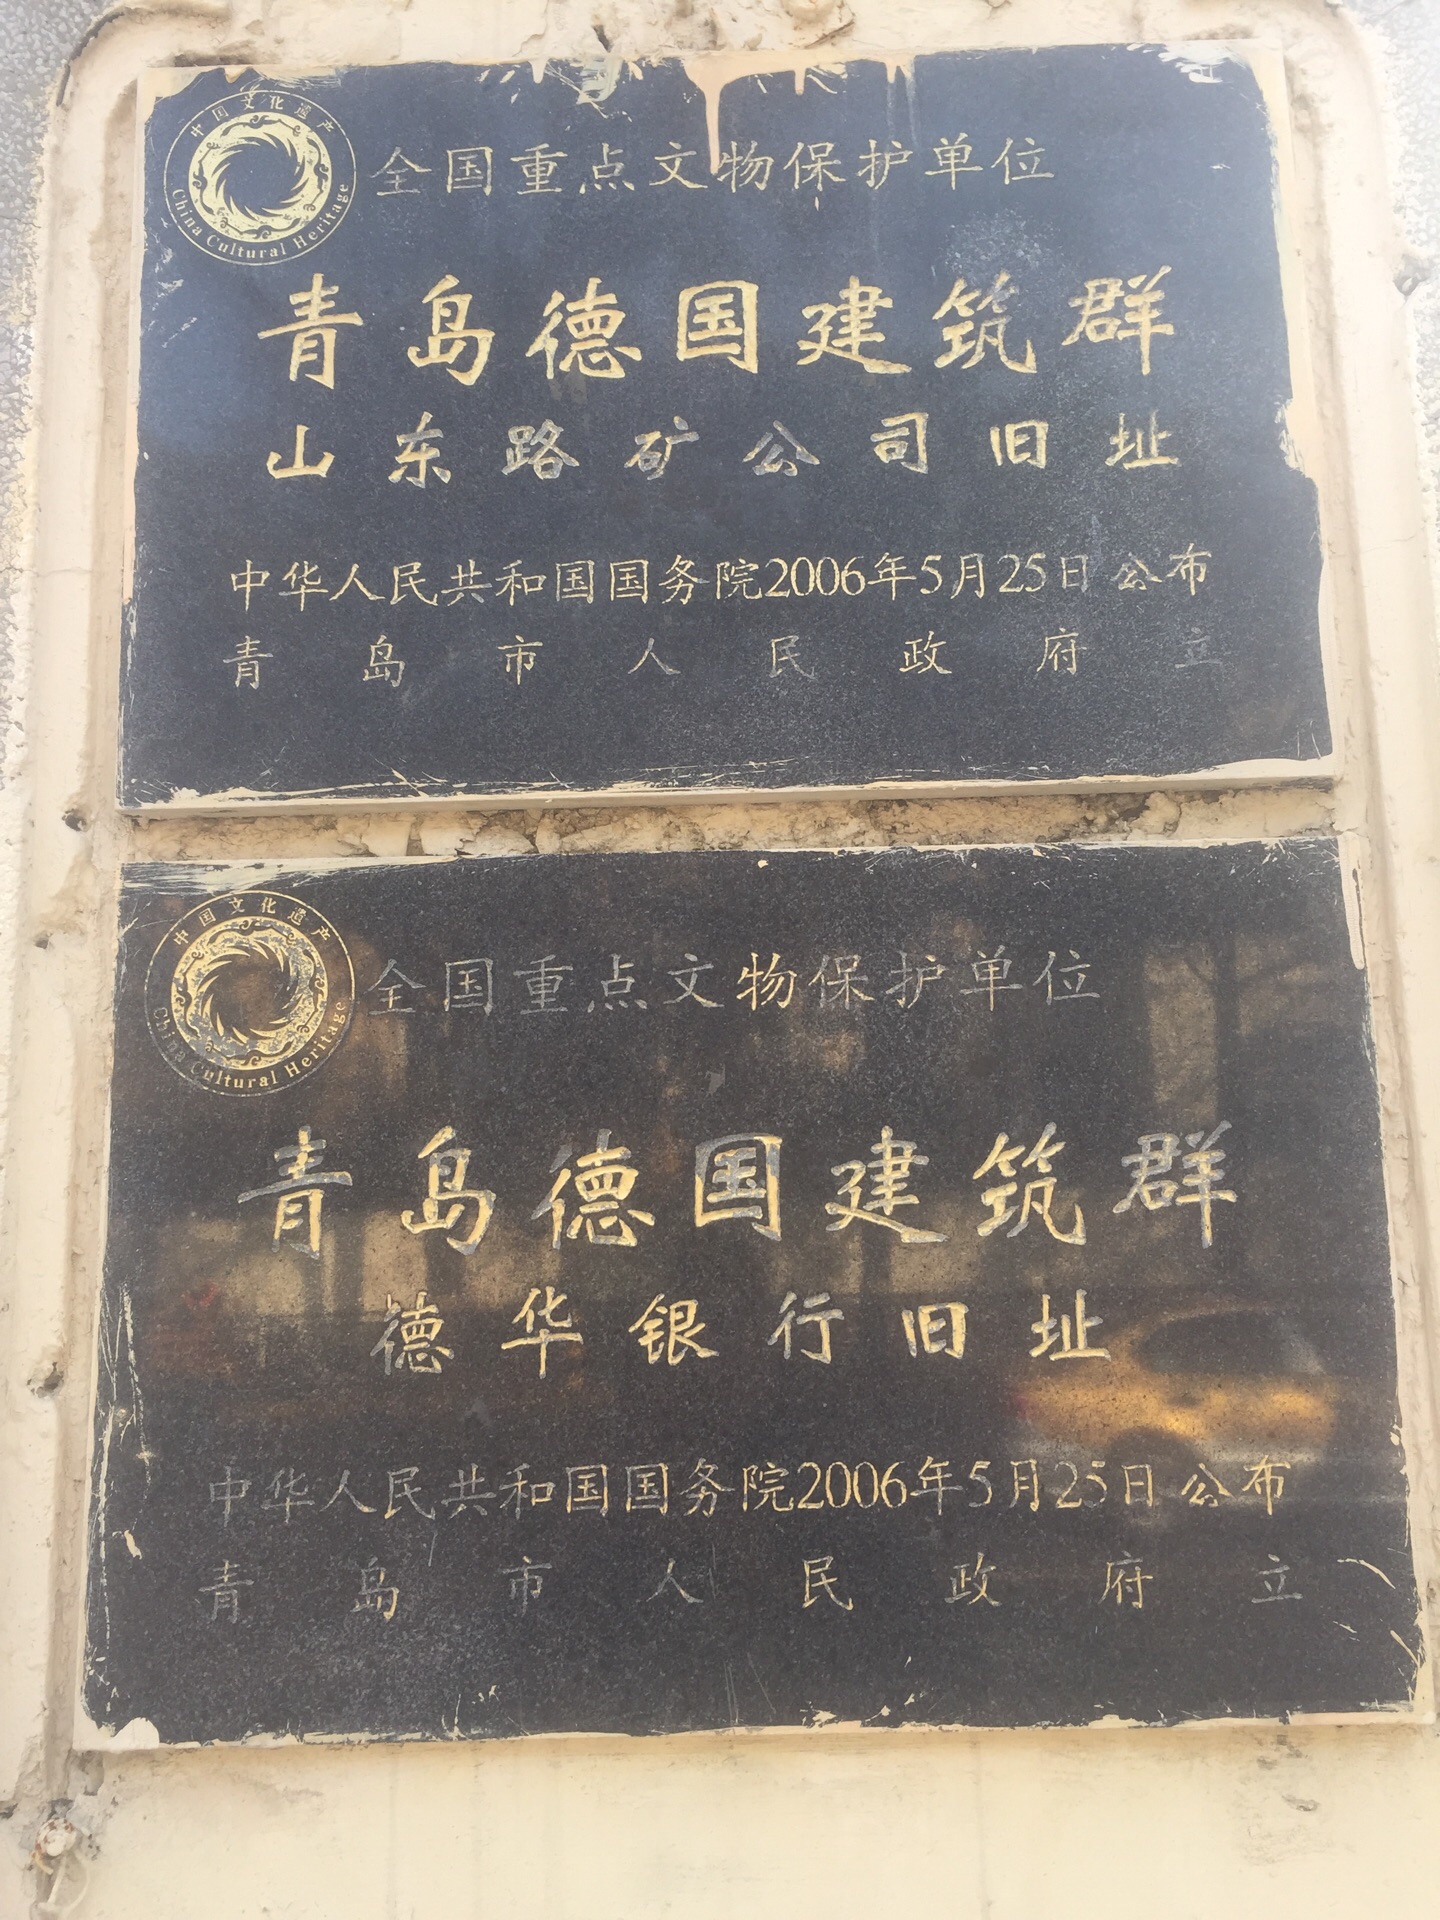 中国文化遗产
China Cultural Heritage
全国重点文物保护单位
青岛德国建筑群
山东路矿公司旧址
中华人民共和国国务院2006年5月25日公布
青岛市人民政府立
中国文化遗产
China Cultural Heritage
全国重点文物保护单位
青岛德国建筑群
德华银行旧址
中华人民共和国国务院2006年5月25日公布
青岛市人民政府立